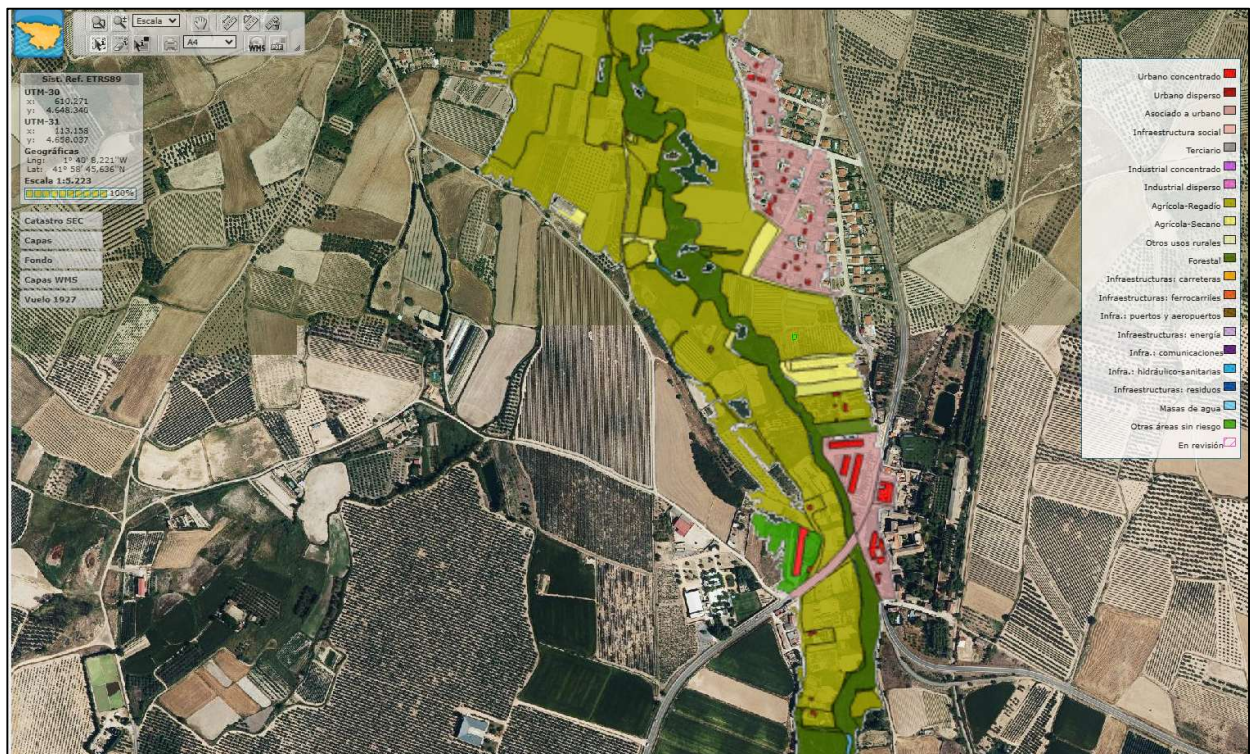 Escala
A4
WMS
PDF
Sist. Ref. ETRS89
UTM-30
x: 610.271
y: 4.648.340
UTM-31
x: 113.158
y: 4.658.037
Geográficas
Lng: 1° 40' 8,221"W
Lat: 41° 58' 45,636"N
Escala 1:5.223
100%
Catastro SEC
Capas
Fondo
Capas WMS
Vuelo 1927
Urbano concentrado
Urbano disperso
Asociado a urbano
Infraestructura social
Terciario
Industrial concentrado
Industrial disperso
Agrícola-Regadío
Agrícola-Secano
Otros usos rurales
Forestal
Infraestructuras: carreteras
Infraestructuras: ferrocarriles
Infra.: puertos y aeropuertos
Infraestructuras: energía
Infra.: comunicaciones
Infra.: hidráulico-sanitarias
Infraestructuras: residuos
Masas de agua
Otras áreas sin riesgo
En revisión